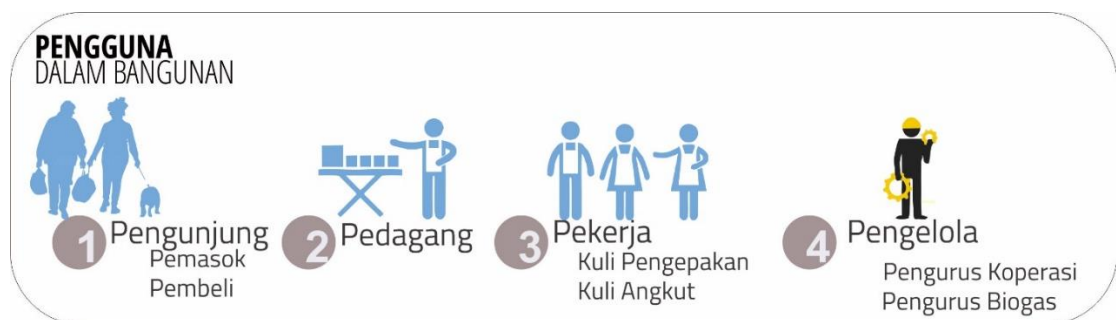 PENGGUNA
DALAM BANGUNAN
1 Pengunjung
Pemasok
Pembeli
2 Pedagang
3 Pekerja
Kuli Pengepakan
Kuli Angkut
4 Pengelola
Pengurus Koperasi
Pengurus Biogas